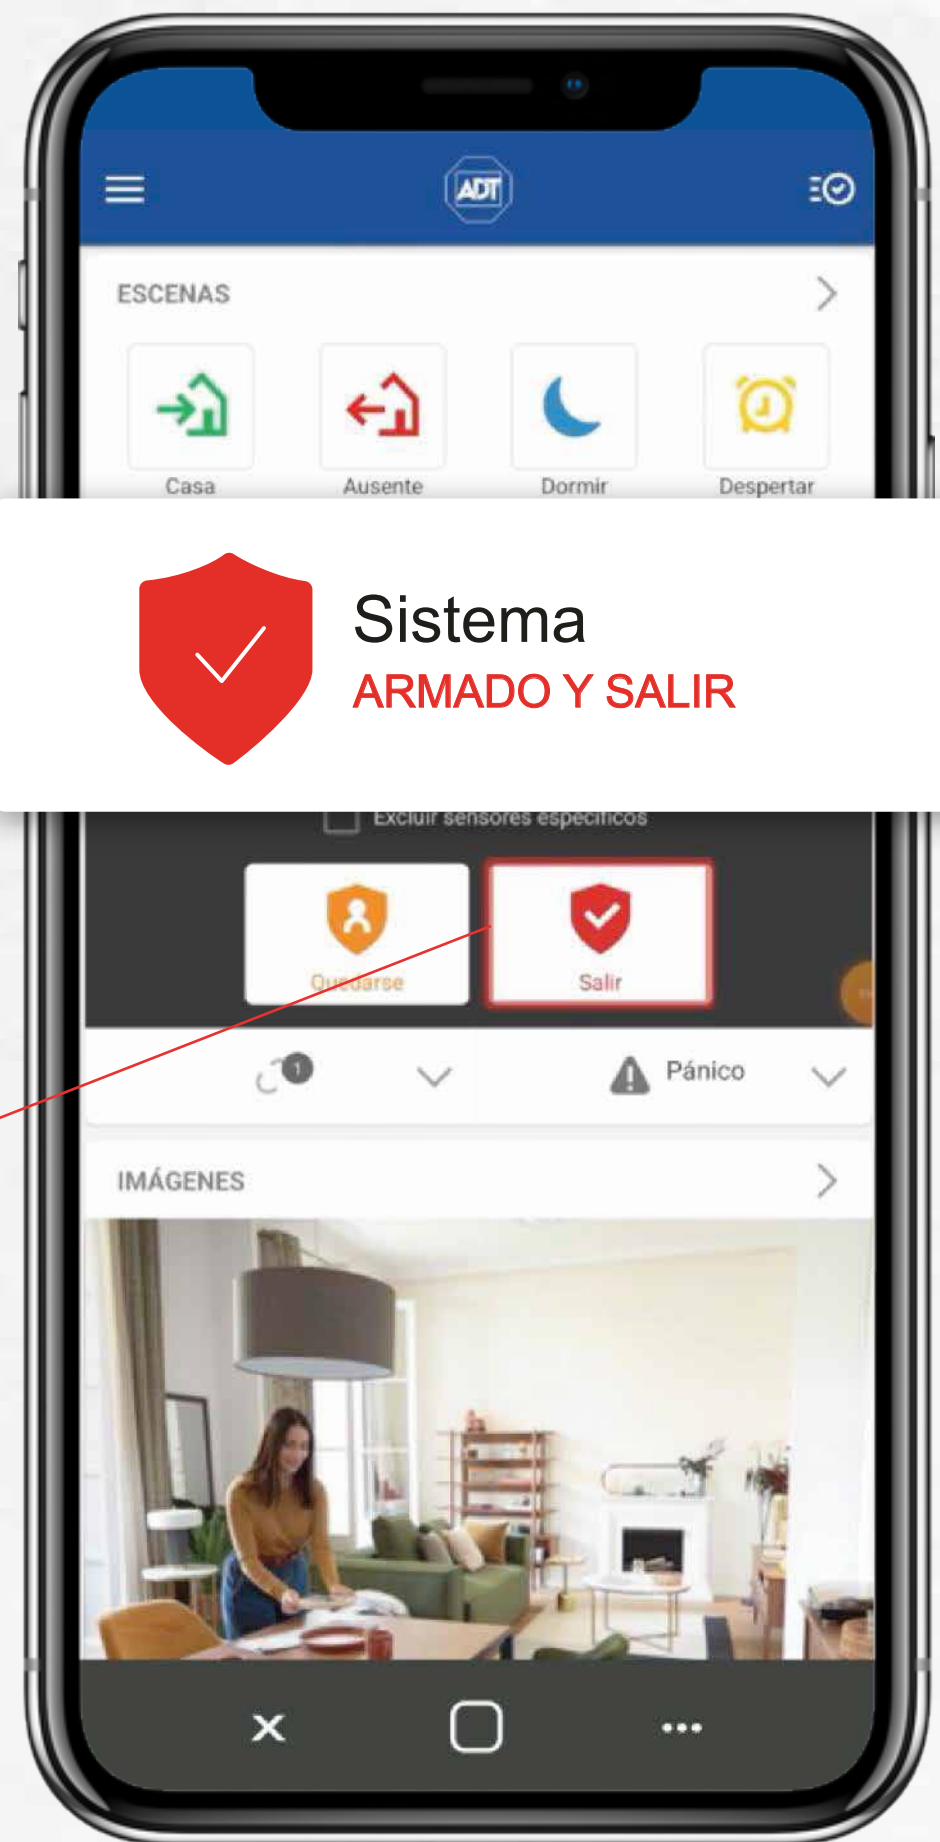 ADT
ESCENAS
Casa
Ausente
Dormir
Despertar
Sistema
ARMADO Y SALIR
Excluir sensores específicos
Quedarse
Salir
1
Pánico
IMÁGENES